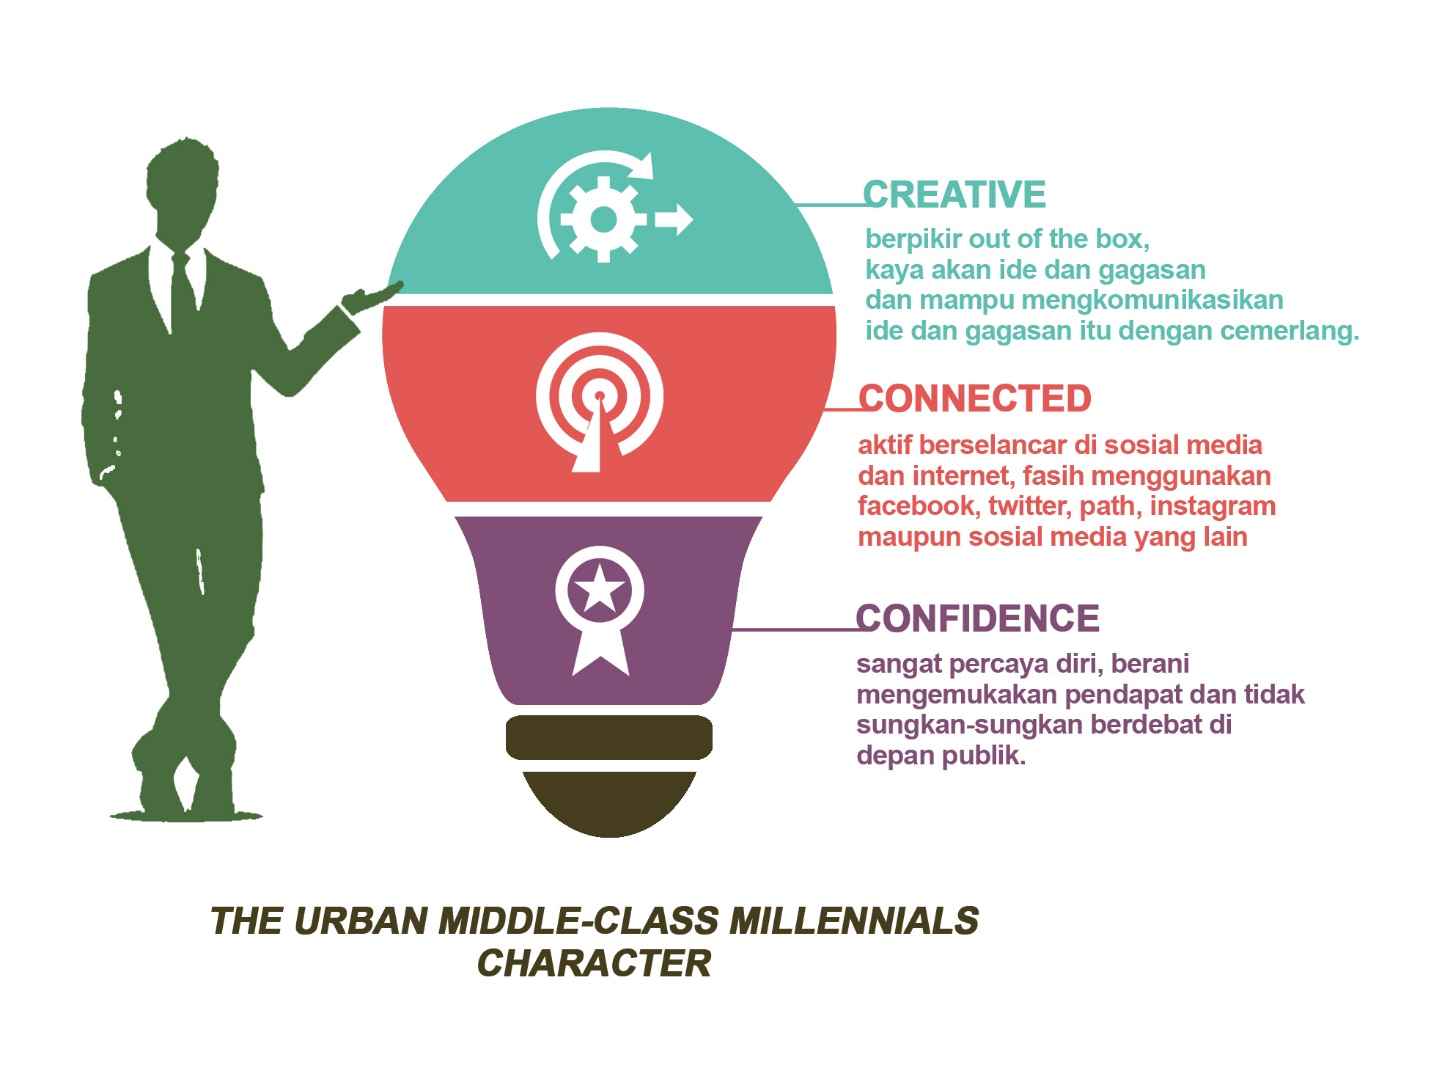 CREATIVE
berpikir out of the box,
kaya akan ide dan gagasan
dan mampu mengkomunikasikan
ide dan gagasan itu dengan cemerlang.
CONNECTED
aktif berselancar di sosial media
dan internet, fasih menggunakan
facebook, twitter, path, instagram
maupun sosial media yang lain
CONFIDENCE
sangat percaya diri, berani
mengemukakan pendapat dan tidak
sungkan-sungkan berdebat di
depan publik.
THE URBAN MIDDLE-CLASS MILLENNIALS
CHARACTER